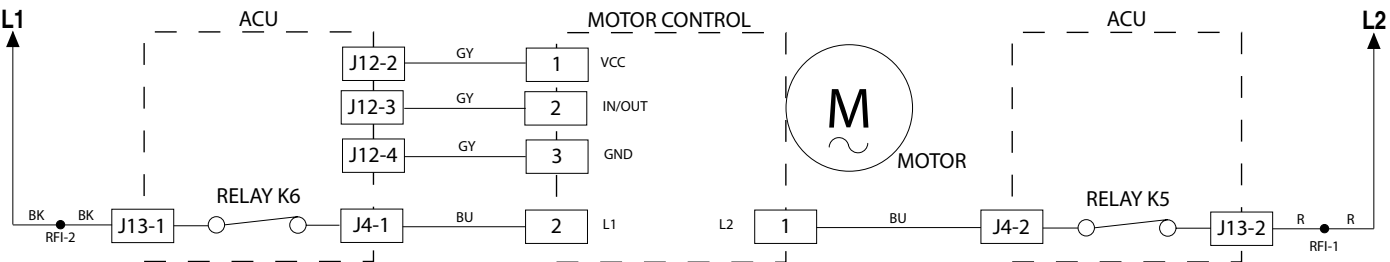 L1
ACU
MOTOR CONTROL
ACU
L2
J12-2
GY
1
VCC
J12-3
GY
2
IN/OUT
M
J12-4
GY
3
GND
MOTOR
RELAY K6
RELAY K5
BK
BK
J13-1
J4-1
BU
2
L1
L2
1
BU
J4-2
J13-2
R
R
RFI-2
RFI-1